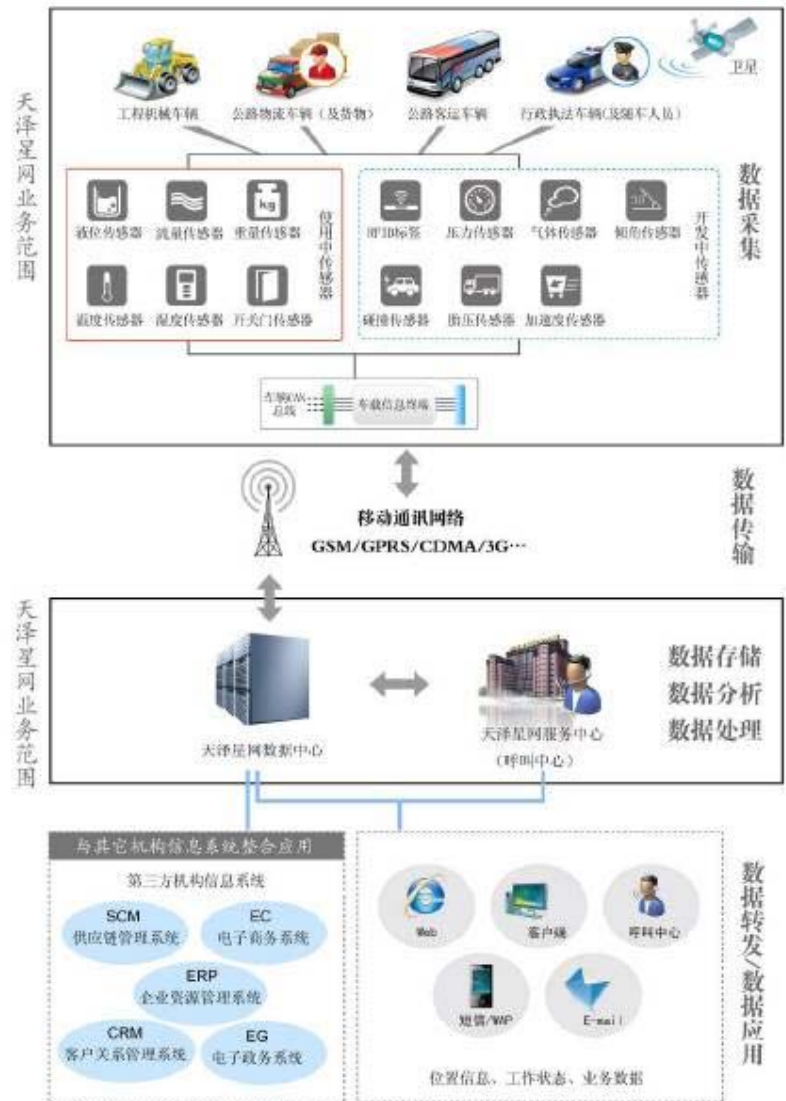 天泽星网业务范围
卫星
工程机械车辆
公路物流车辆（及货物）
公路客运车辆
行政执法车辆(及随车人员)
数据采集
液位传感器
流量传感器
重量传感器
使用中传感器
RFID标签
压力传感器
气体传感器
倾角传感器
开发中传感器
kg
温度传感器
湿度传感器
开关门传感器
碰撞传感器
胎压传感器
加速度传感器
车辆CAN
总线
车载信息终端
数据传输
移动通讯网络
GSM/GPRS/CDMA/3G…
天泽星网业务范围
数据存储
数据分析
数据处理
天泽星网数据中心
天泽星网服务中心
（呼叫中心）
与其它机构信息系统整合应用
第三方机构信息系统
SCM
供应链管理系统
EC
电子商务系统
ERP
企业资源管理系统
CRM
客户关系管理系统
EG
电子政务系统
Web
客户端
呼叫中心
短信/WAP
E-mail
位置信息、工作状态、业务数据
数据转发/数据应用